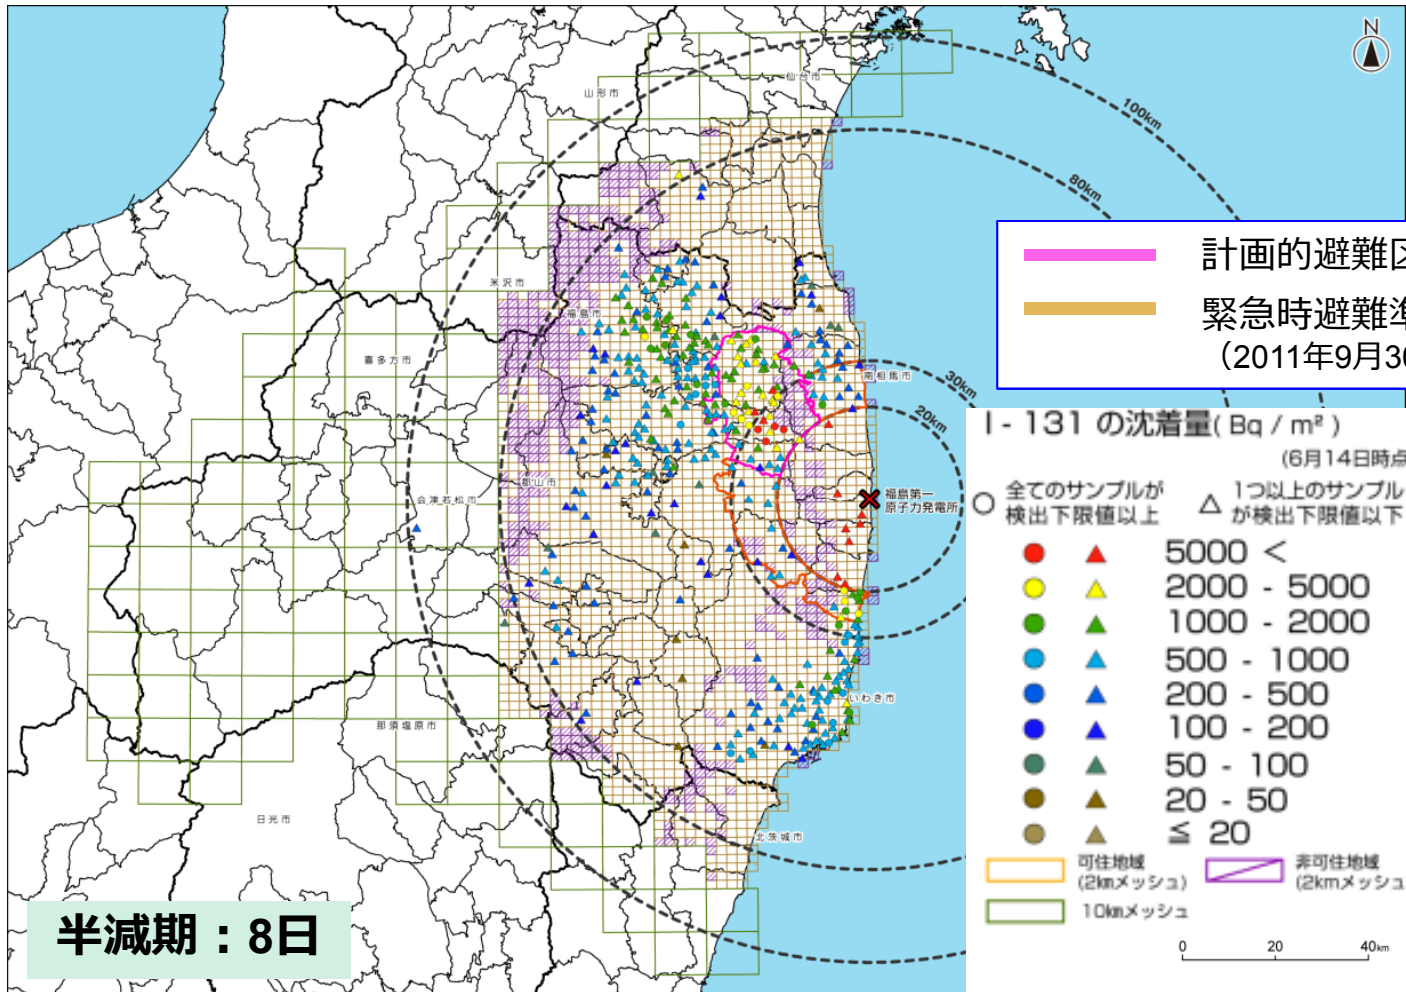 N
仙台市
山形市
100km
80km
米沢市
福島市
喜多方市
南相馬市
30km
20km
郡山市
会津若松市
福島第一
原子力発電所
いわき市
那須塩原市
日光市
北茨城市
計画的避難区
緊急時避難準
（2011年9月30
I - 131 の沈着量( Bq / m² )
(6月14日時点
全てのサンプルが
検出下限値以上
1つ以上のサンプル
が検出下限値以下
5000 <
2000 - 5000
1000 - 2000
500 - 1000
200 - 500
100 - 200
50 - 100
20 - 50
≦ 20
可住地域
(2kmメッシュ)
非可住地域
(2kmメッシュ
10kmメッシュ
0 20 40km
半減期：8日